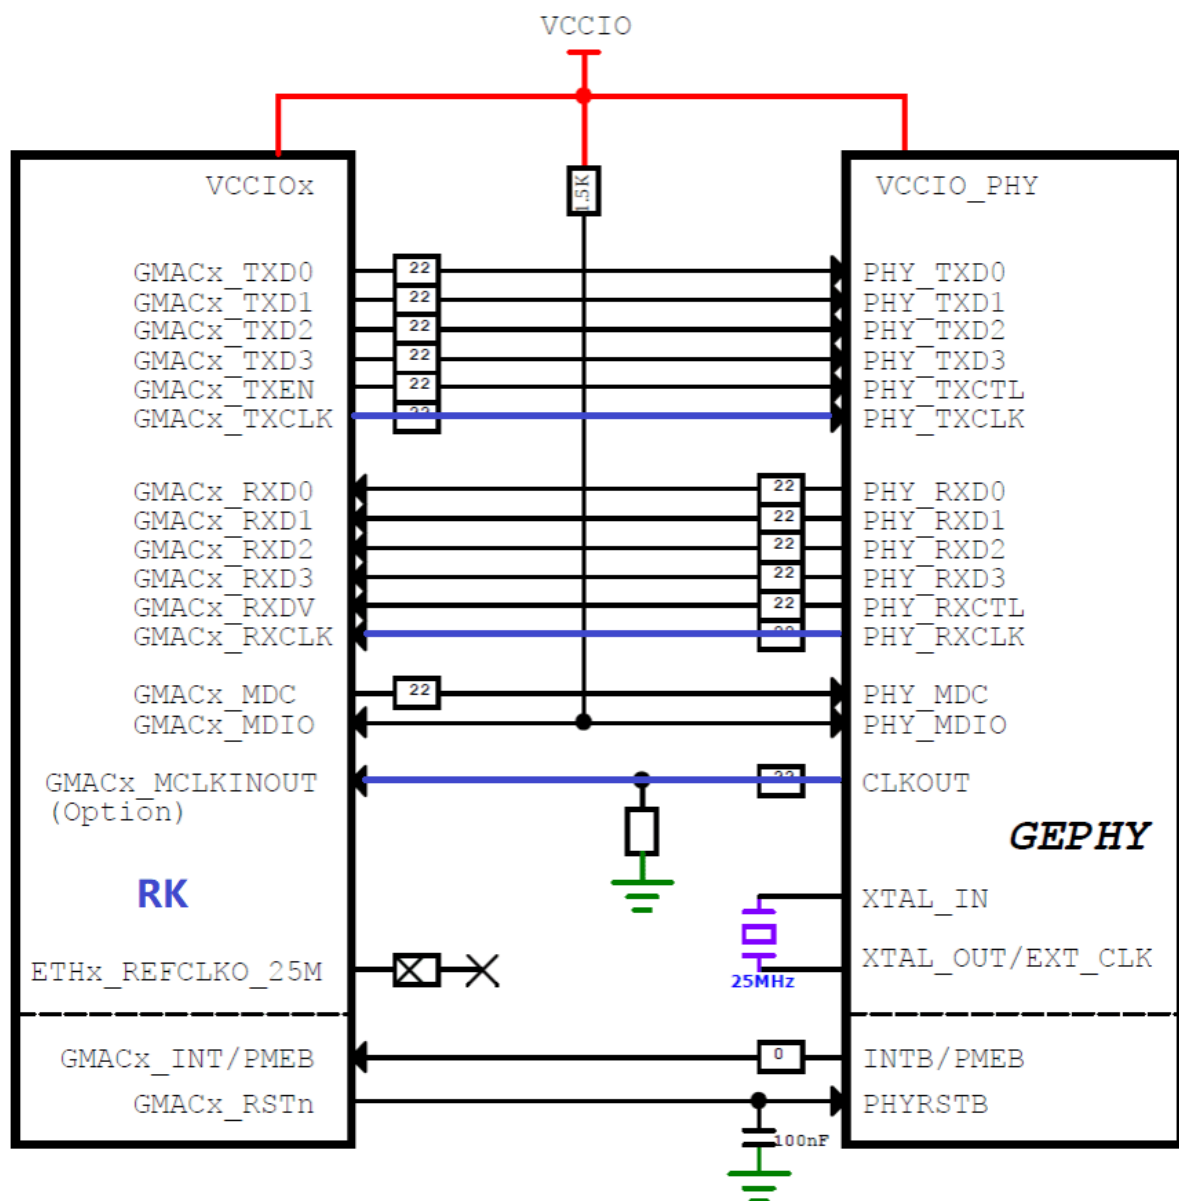 VCCIO
VCCIOx
1.5K
VCCIO_PHY
GMACx_TXD0 22 PHY_TXD0
GMACx_TXD1 22 PHY_TXD1
GMACx_TXD2 22 PHY_TXD2
GMACx_TXD3 22 PHY_TXD3
GMACx_TXEN 22 PHY_TXCTL
GMACx_TXCLK 22 PHY_TXCLK
GMACx_RXD0 22 PHY_RXD0
GMACx_RXD1 22 PHY_RXD1
GMACx_RXD2 22 PHY_RXD2
GMACx_RXD3 22 PHY_RXD3
GMACx_RXDV 22 PHY_RXCTL
GMACx_RXCLK 22 PHY_RXCLK
GMACx_MDC 22 PHY_MDC
GMACx_MDIO PHY_MDIO
GMACx_MCLKINOUT 22 CLKOUT
(Option)
GEPHY
RK
XTAL_IN
ETHx_REFCLKO_25M
XTAL_OUT/EXT_CLK
25MHz
GMACx_INT/PMEB 0 INTB/PMEB
GMACx_RSTn PHYRSTB
100nF